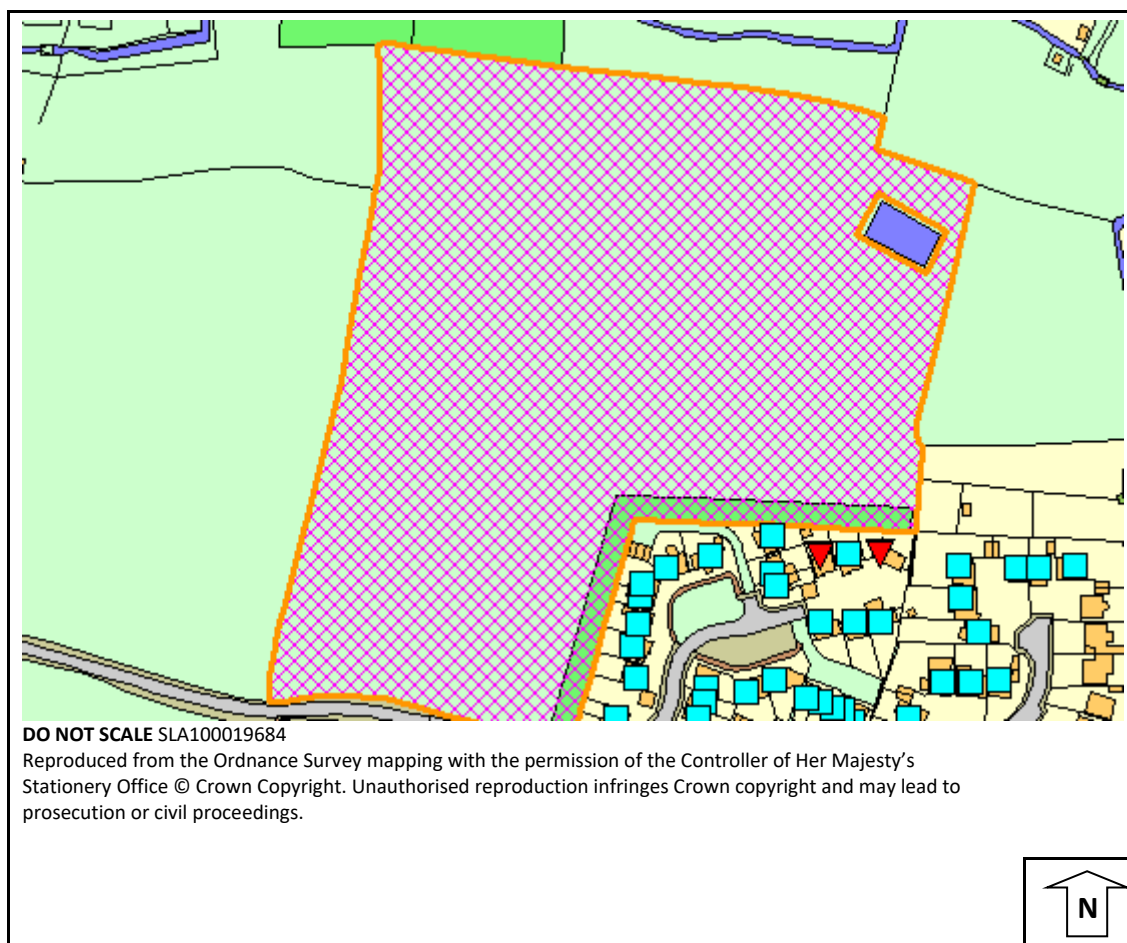 DO NOT SCALE SLA100019684
Reproduced from the Ordnance Survey mapping with the permission of the Controller of Her Majesty’s
Stationery Office © Crown Copyright. Unauthorised reproduction infringes Crown copyright and may lead to
prosecution or civil proceedings.
N